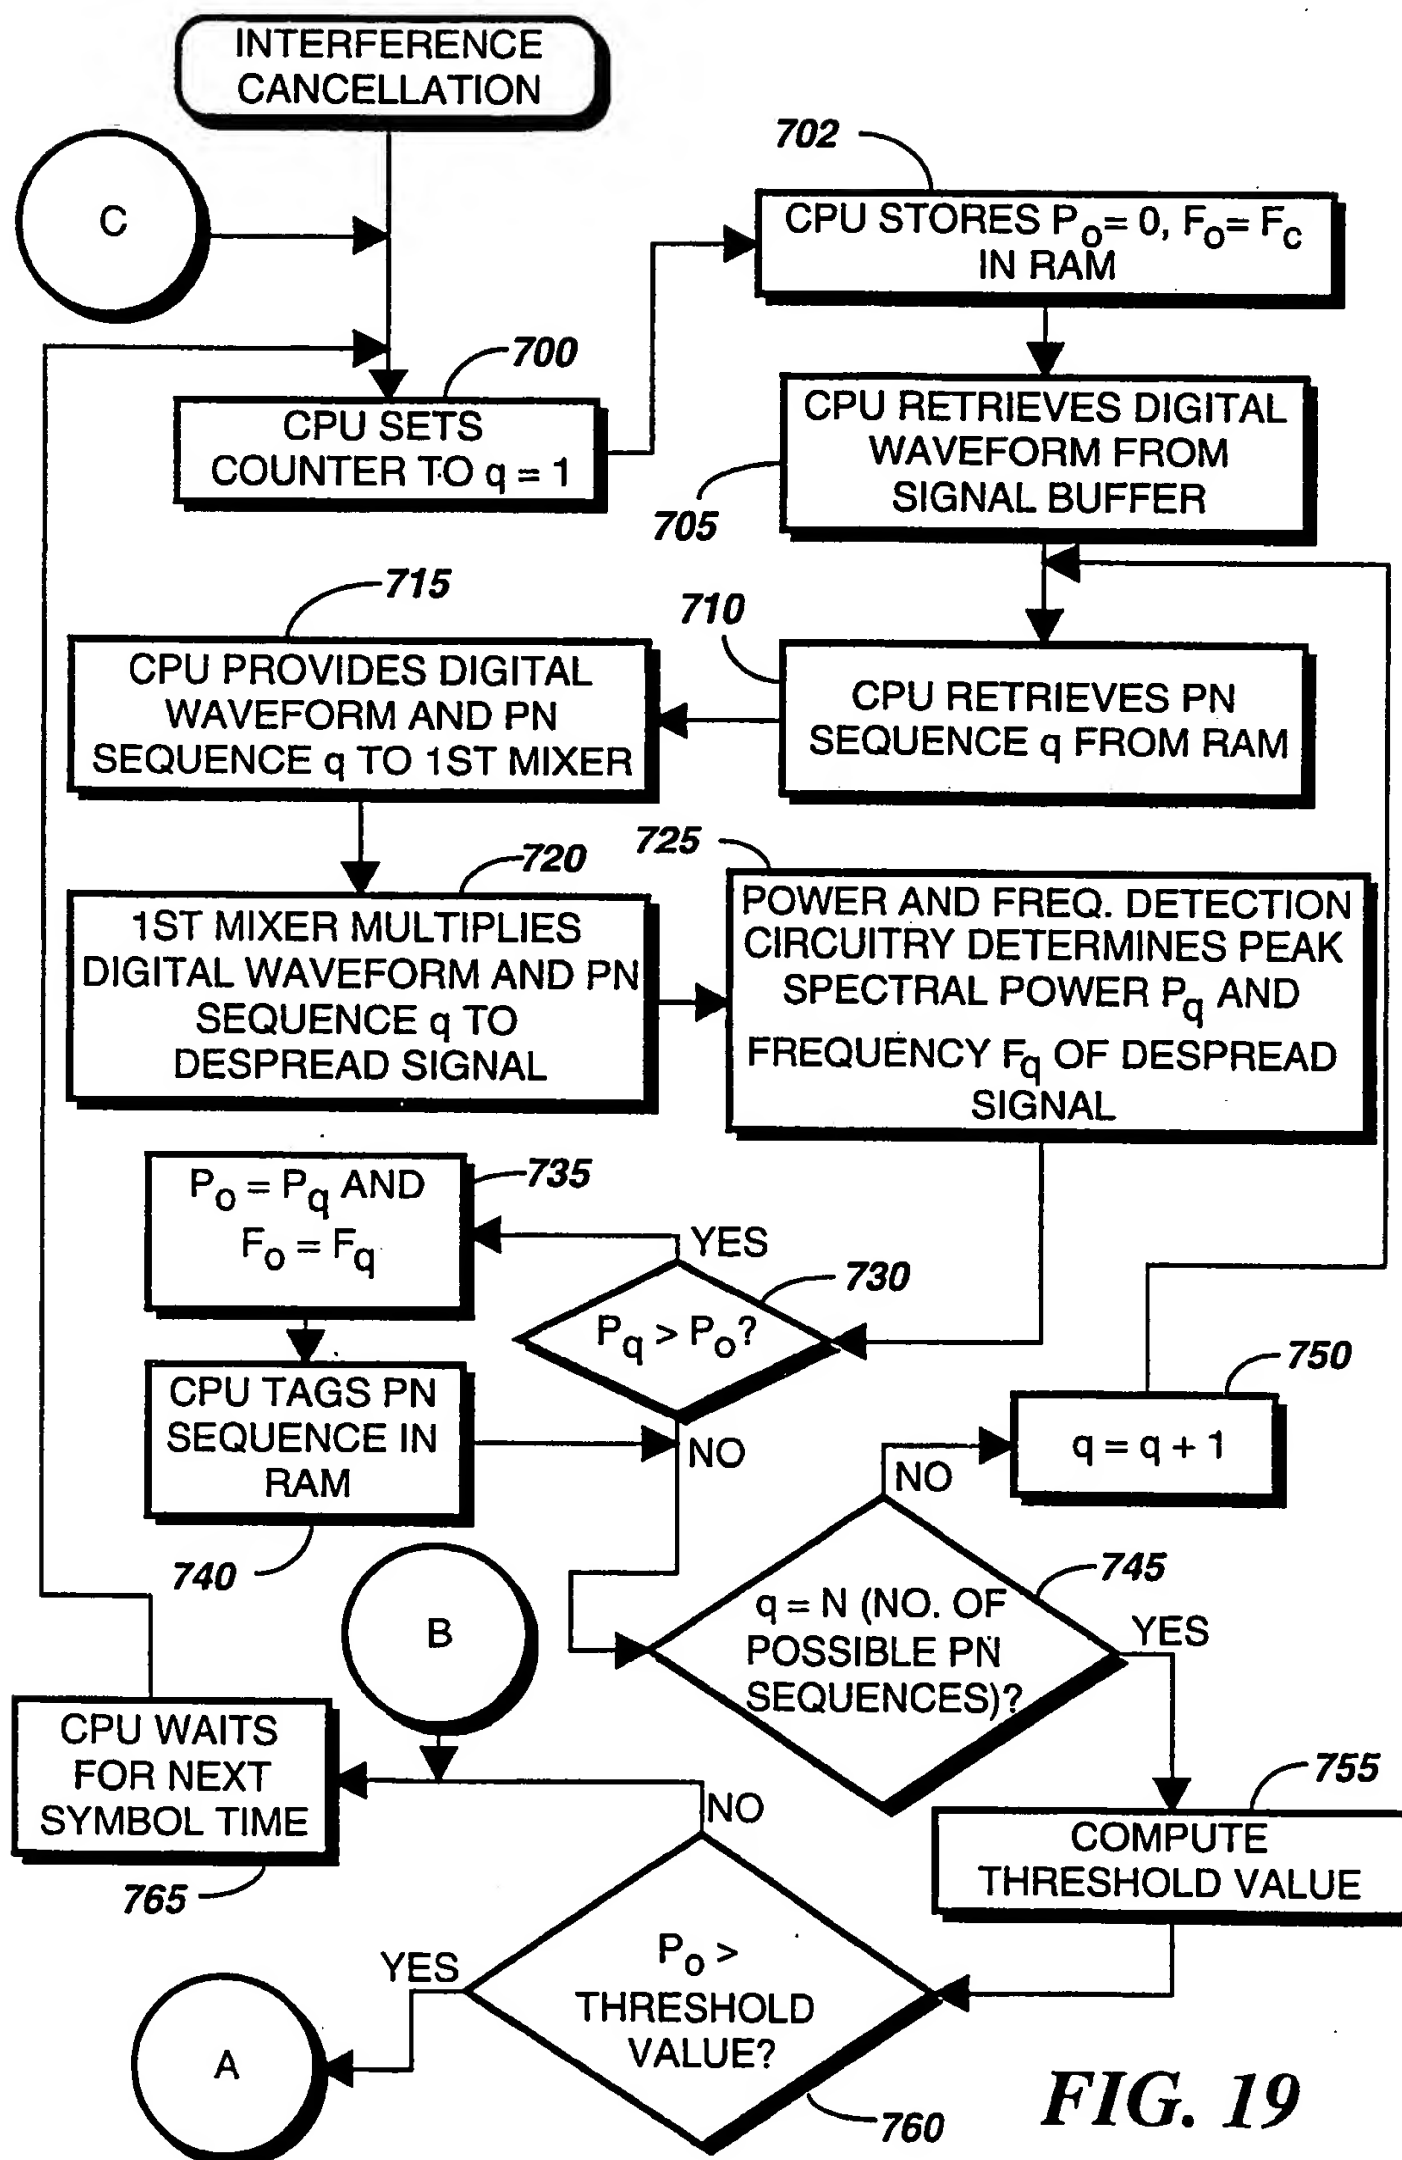 INTERFERENCE
CANCELLATION
C
702
CPU STORES Po= 0, Fo= Fc
IN RAM
700
CPU SETS
COUNTER TO q = 1
CPU RETRIEVES DIGITAL
WAVEFORM FROM
SIGNAL BUFFER
705
715
CPU PROVIDES DIGITAL
WAVEFORM AND PN
SEQUENCE q TO 1ST MIXER
710
CPU RETRIEVES PN
SEQUENCE q FROM RAM
720
1ST MIXER MULTIPLIES
DIGITAL WAVEFORM AND PN
SEQUENCE q TO
DESPREAD SIGNAL
725
POWER AND FREQ. DETECTION
CIRCUITRY DETERMINES PEAK
SPECTRAL POWER Pq AND
FREQUENCY Fq OF DESPREAD
SIGNAL
735
Po = Pq AND
Fo = Fq
YES
730
Pq > Po?
NO
CPU TAGS PN
SEQUENCE IN
RAM
740
750
q = q + 1
NO
745
q = N (NO. OF
POSSIBLE PN
SEQUENCES)?
YES
B
CPU WAITS
FOR NEXT
SYMBOL TIME
765
NO
755
COMPUTE
THRESHOLD VALUE
YES
Po >
THRESHOLD
VALUE?
760
A
FIG. 19